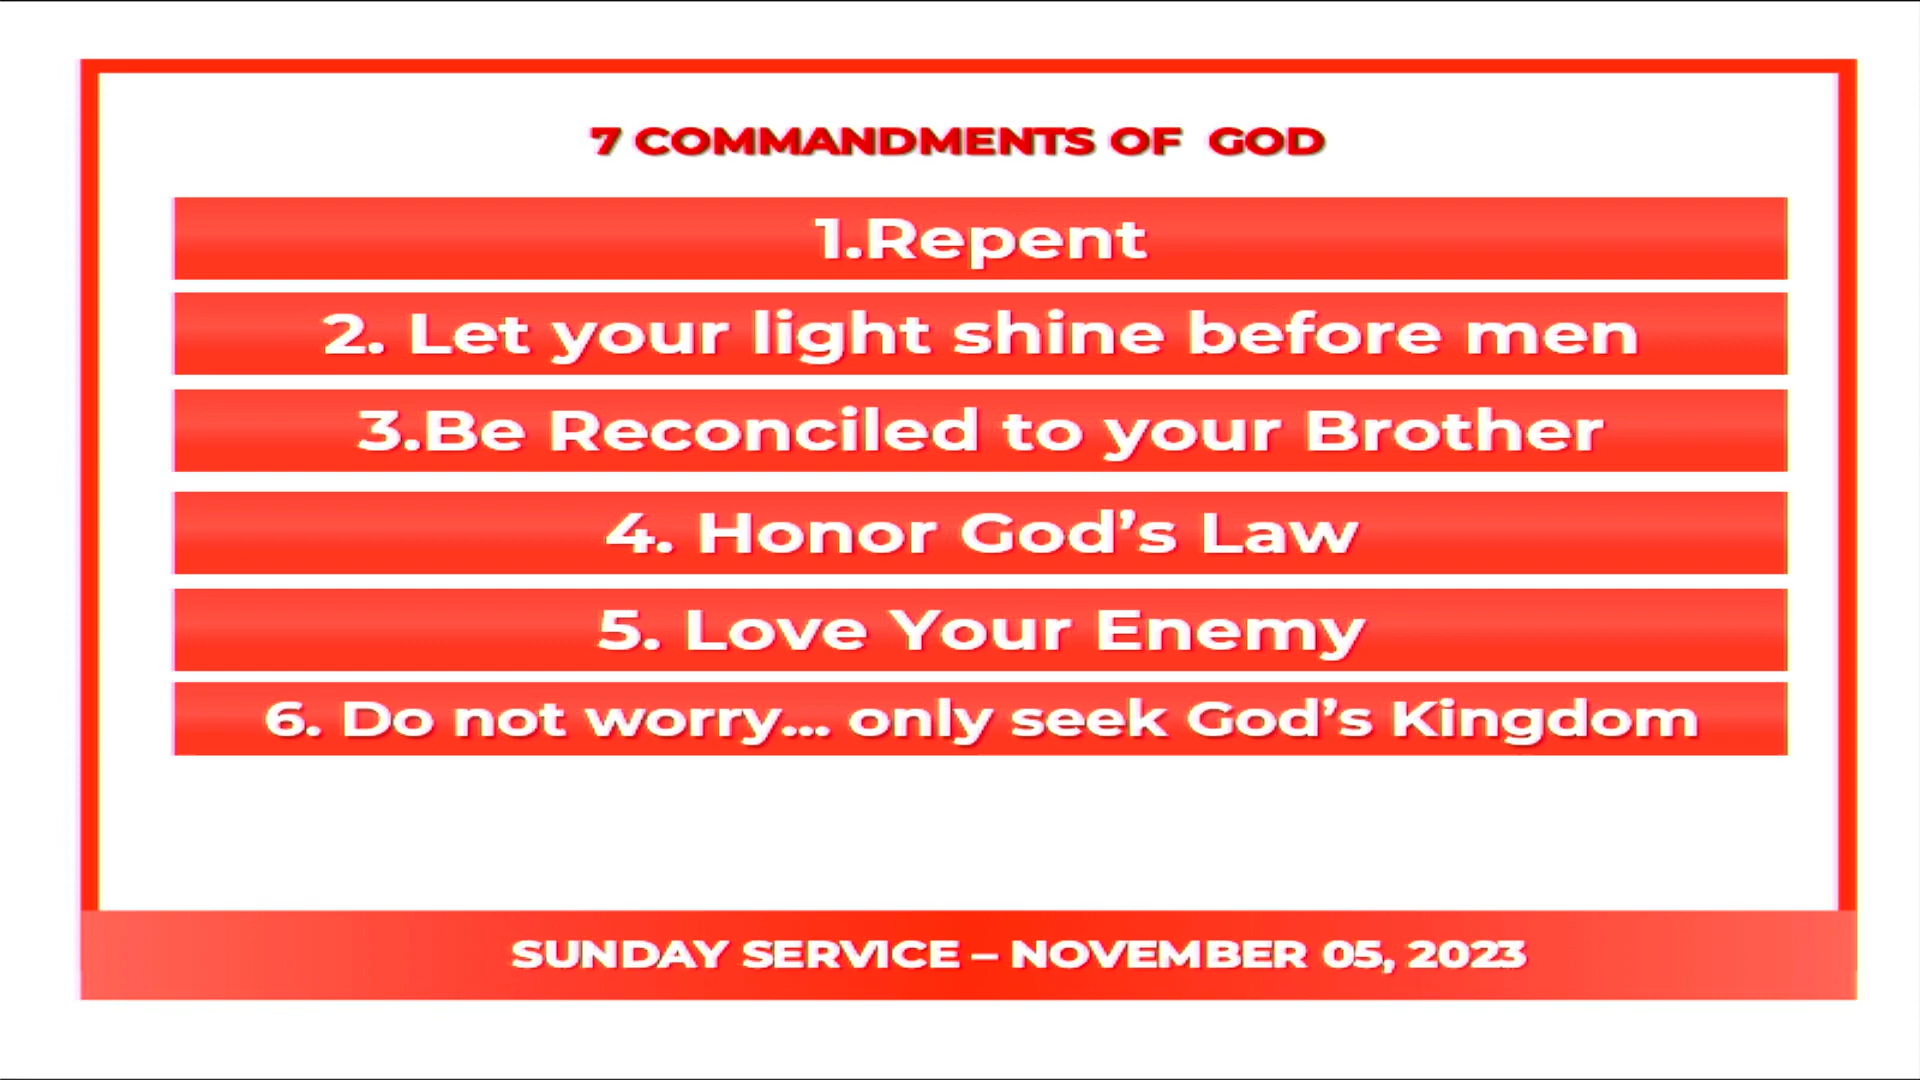 7 COMMANDMENTS OF GOD
1.Repent
2. Let your light shine before men
3.Be Reconciled to your Brother
4. Honor God’s Law
5. Love Your Enemy
6. Do not worry... only seek God’s Kingdom
SUNDAY SERVICE – NOVEMBER 05, 2023